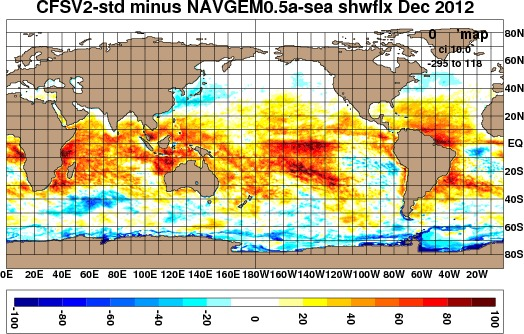 CFSV2-std minus NAVGEM0.5a-sea shwflx Dec 2012
0 'map
ci 10.0
-295 to 118
80N
60N
40N
20N
EQ
20S
40S
60S
80S
0E 20E 40E 60E 80E 100E 120E 140E 160E 180W 160W 140W 120W 100W 80W 60W 40W 20W
-100 -80 -60 -40 -20 0 20 40 60 80 100